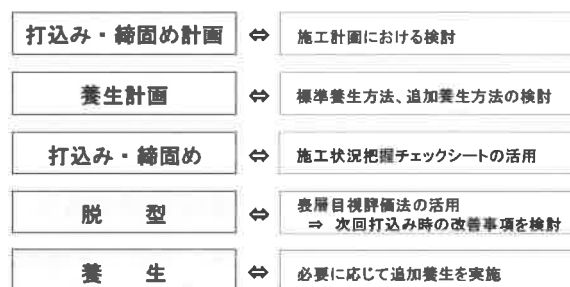 打込み・締固め計画 ⇔ 施工計画における検討
養生計画 ⇔ 標準養生方法、追加養生方法の検討
打込み・締固め ⇔ 施工状況把握チェックシートの活用
脱 型 ⇔ 表層目視評価法の活用
⇒ 次回打込み時の改善事項を検討
養 生 ⇔ 必要に応じて追加養生を実施